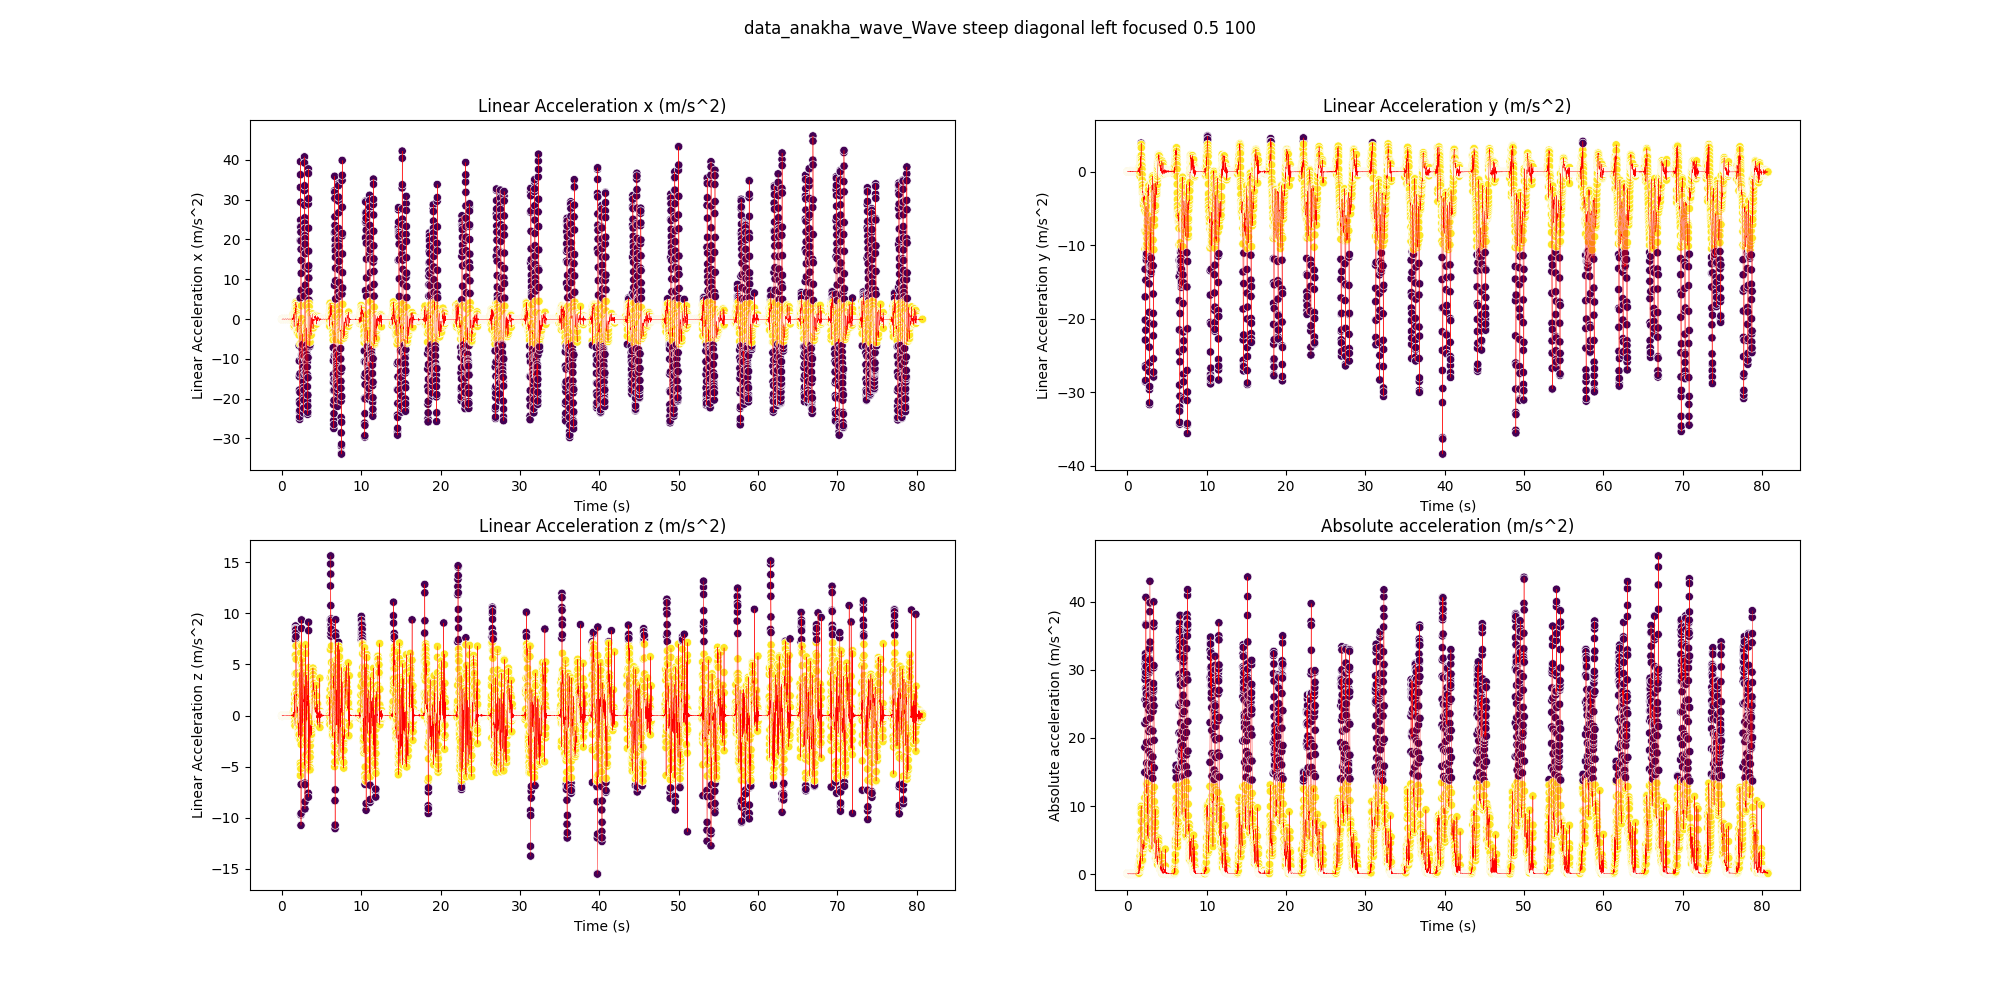 data_anakha_wave_Wave steep diagonal left focused 0.5 100
Linear Acceleration x (m/s^2)
Linear Acceleration x (m/s^2)
40
30
20
10
0
−10
−20
−30
0 10 20 30 40 50 60 70 80
Time (s)
Linear Acceleration y (m/s^2)
Linear Acceleration y (m/s^2)
0
−10
−20
−30
−40
0 10 20 30 40 50 60 70 80
Time (s)
Linear Acceleration z (m/s^2)
Linear Acceleration z (m/s^2)
15
10
5
0
−5
−10
−15
0 10 20 30 40 50 60 70 80
Time (s)
Absolute acceleration (m/s^2)
Absolute acceleration (m/s^2)
40
30
20
10
0
0 10 20 30 40 50 60 70 80
Time (s)